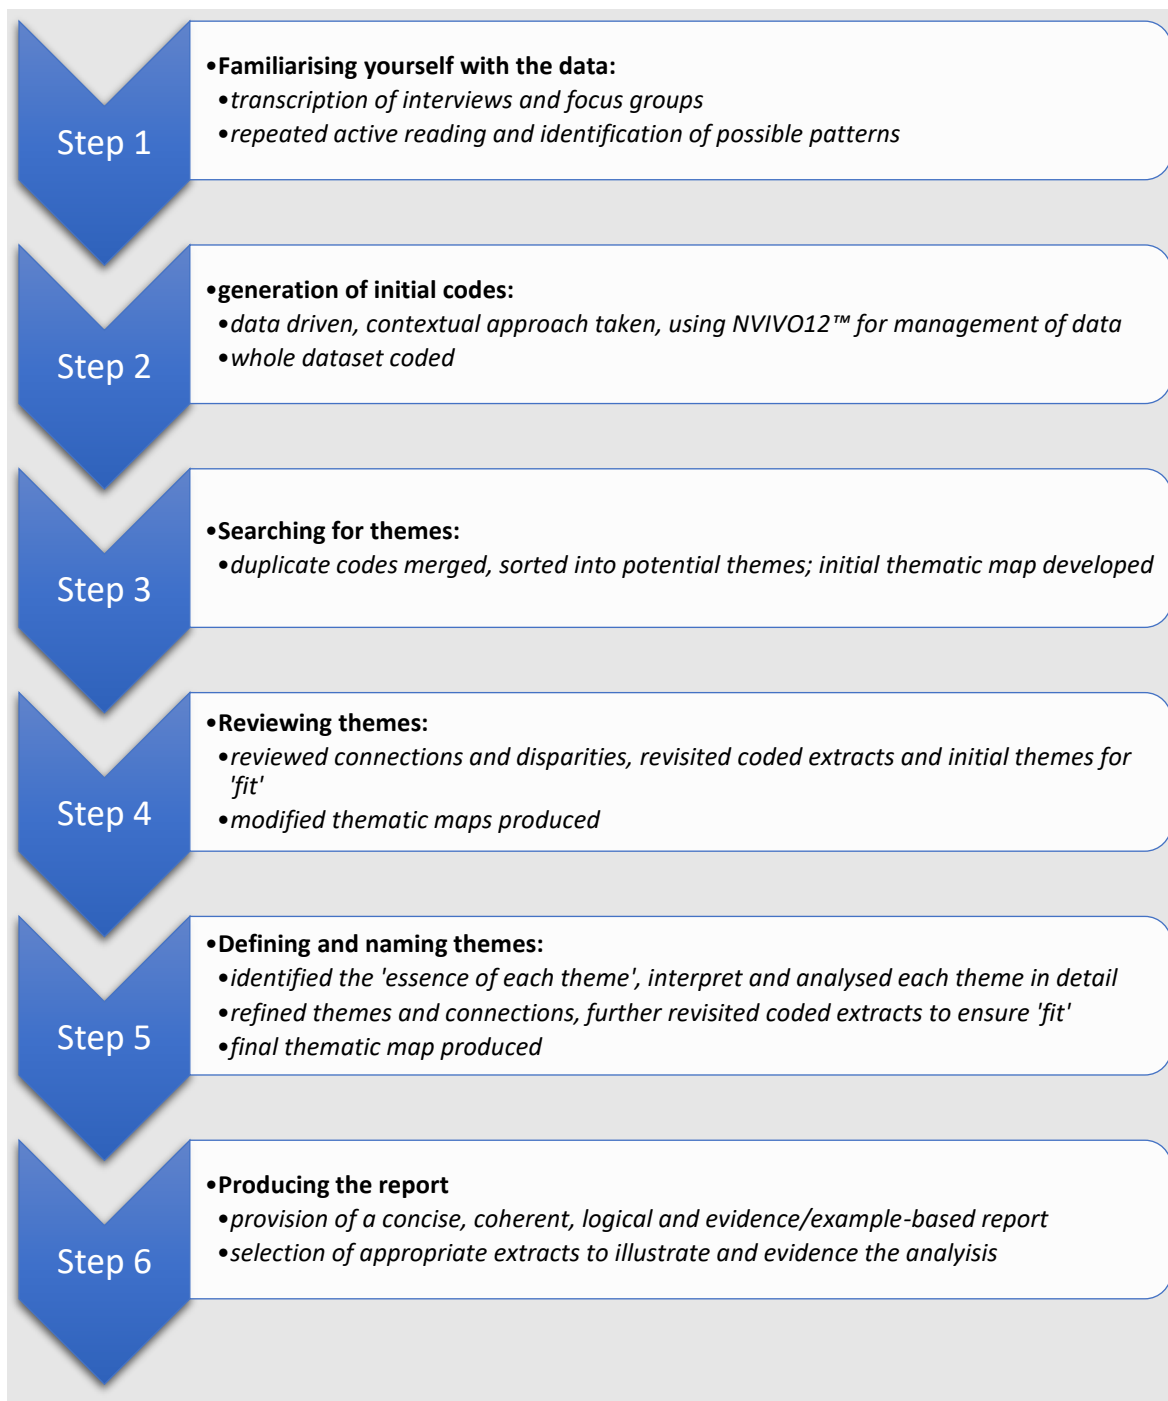 Step 1
•Familiarising yourself with the data:
•transcription of interviews and focus groups
•repeated active reading and identification of possible patterns
Step 2
•generation of initial codes:
•data driven, contextual approach taken, using NVIVO12™ for management of data
•whole dataset coded
Step 3
•Searching for themes:
•duplicate codes merged, sorted into potential themes; initial thematic map developed
Step 4
•Reviewing themes:
•reviewed connections and disparities, revisited coded extracts and initial themes for
'fit'
•modified thematic maps produced
Step 5
•Defining and naming themes:
•identified the 'essence of each theme', interpret and analysed each theme in detail
•refined themes and connections, further revisited coded extracts to ensure 'fit'
•final thematic map produced
Step 6
•Producing the report
•provision of a concise, coherent, logical and evidence/example-based report
•selection of appropriate extracts to illustrate and evidence the analyisis